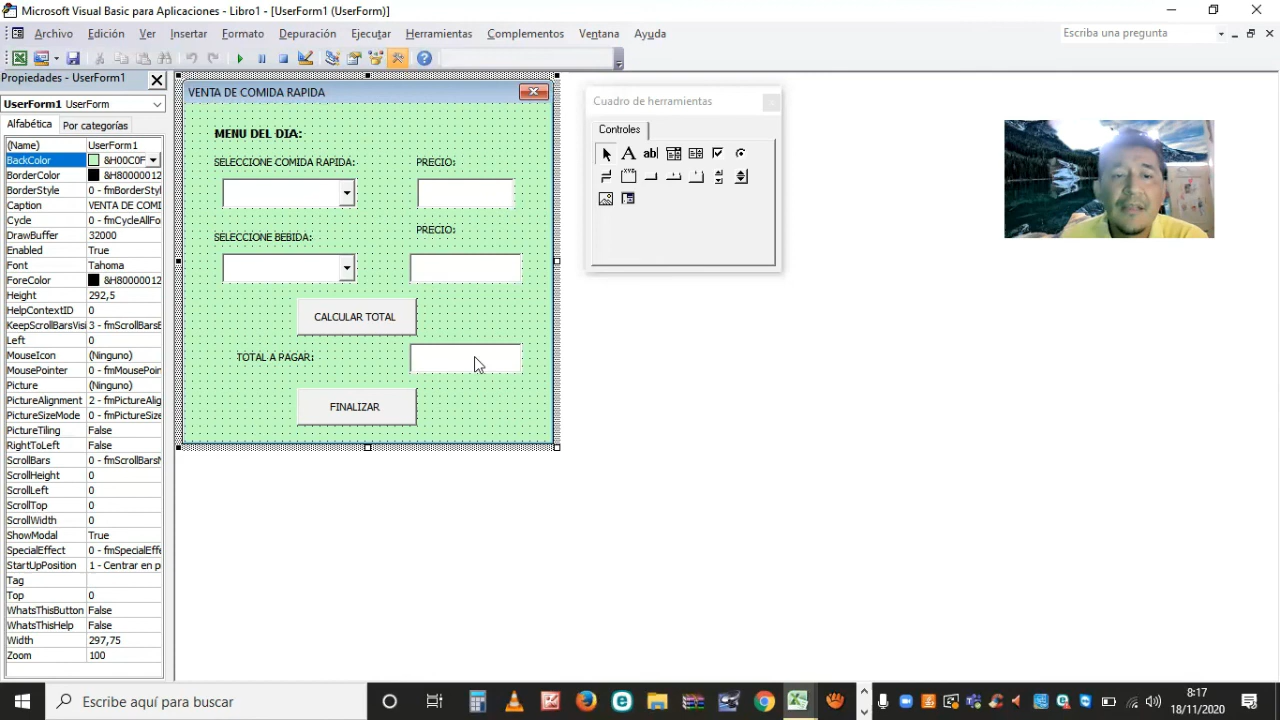 Microsoft Visual Basic para Aplicaciones - Libro1 - [UserForm1 (UserForm)]
Archivo Edición Ver Insertar Formato Depuración Ejecutar Herramientas Complementos Ventana Ayuda
Escriba una pregunta
Propiedades - UserForm1
UserForm1 UserForm
Alfabética Por categorías
(Name) UserForm1
BackColor &H00C0F
BorderColor &H80000012
BorderStyle 0 - fmBorderStyl
Caption VENTA DE COMID
Cycle 0 - fmCycleAllFo
DrawBuffer 32000
Enabled True
Font Tahoma
ForeColor &H80000012
Height 292,5
HelpContextID 0
KeepScrollBarsVisi 3 - fmScrollBarsB
Left 0
MouseIcon (Ninguno)
MousePointer 0 - fmMousePoin
Picture (Ninguno)
PictureAlignment 2 - fmPictureAlig
PictureSizeMode 0 - fmPictureSize
PictureTiling False
RightToLeft False
ScrollBars 0 - fmScrollBarsN
ScrollHeight 0
ScrollLeft 0
ScrollTop 0
ScrollWidth 0
ShowModal True
SpecialEffect 0 - fmSpecialEffe
StartUpPosition 1 - Centrar en p
Tag
Top 0
WhatsThisButton False
WhatsThisHelp False
Width 297,75
Zoom 100
VENTA DE COMIDA RAPIDA
MENU DEL DIA:
SELECCIONE COMIDA RAPIDA: PRECIO:
SELECCIONE BEBIDA: PRECIO:
CALCULAR TOTAL
TOTAL A PAGAR:
FINALIZAR
Cuadro de herramientas
Controles
Escribe aquí para buscar
8:17
18/11/2020